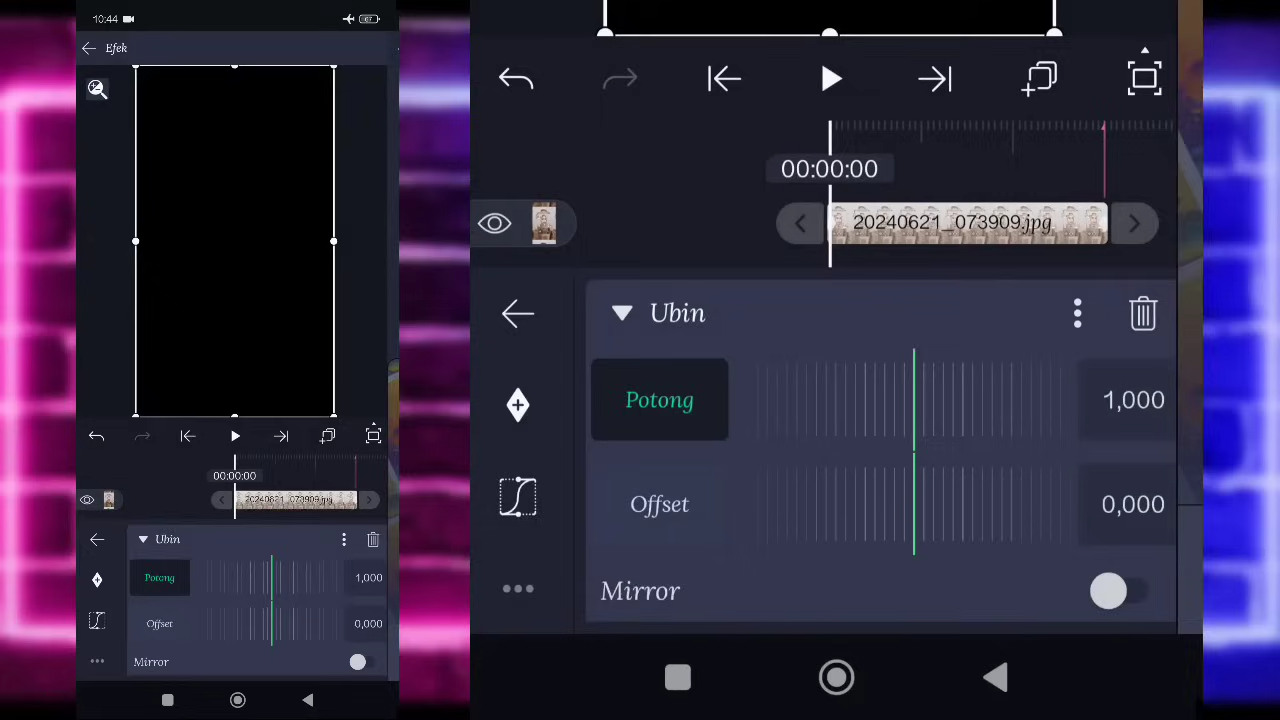 10:44
67
Efek
00:00:00
20240621_073909.jpg
Ubin
Potong
1,000
Offset
0,000
Mirror
00:00:00
20240621_073909.jpg
Ubin
Potong
1,000
Offset
0,000
Mirror